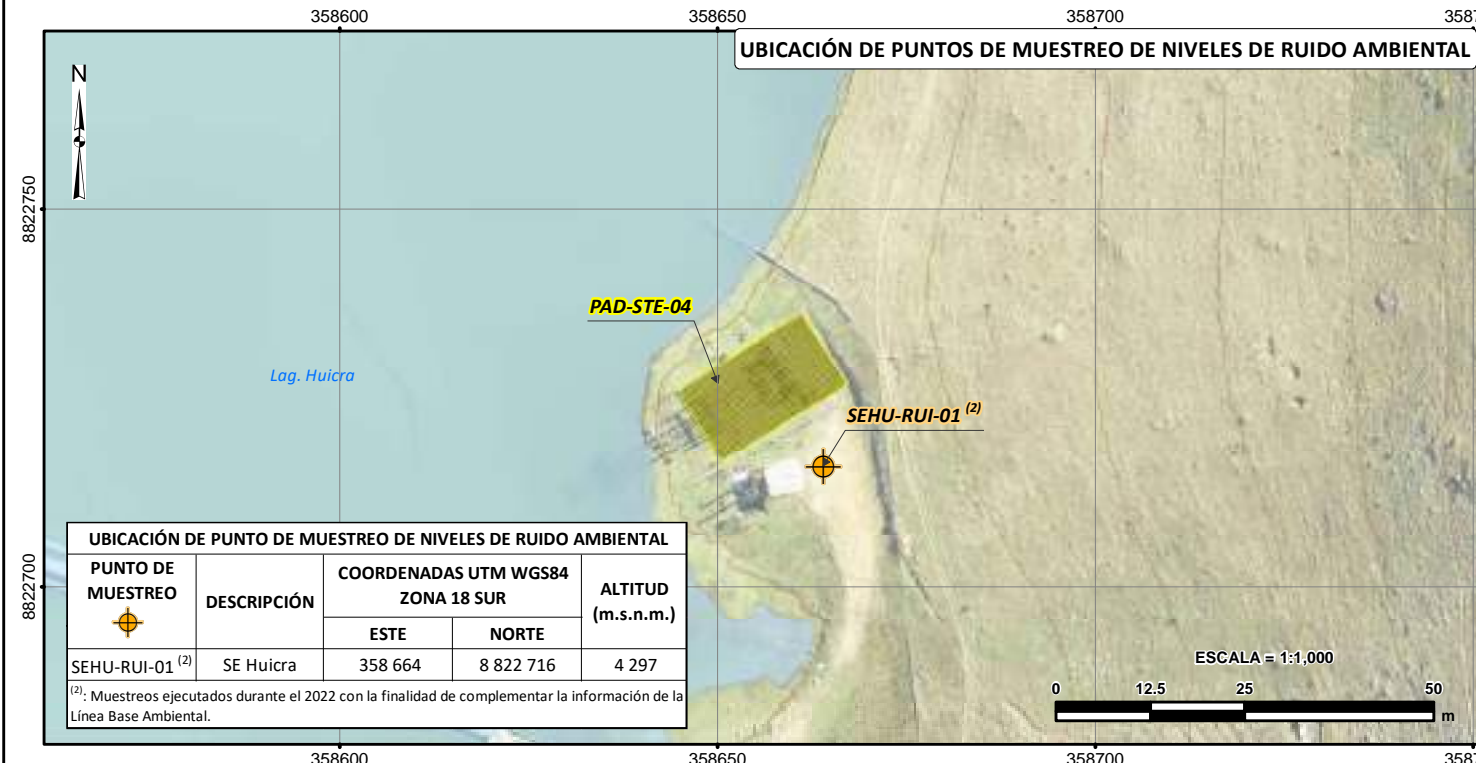 358600 358650 358700
UBICACIÓN DE PUNTOS DE MUESTREO DE NIVELES DE RUIDO AMBIENTAL
N
8822750
PAD-STE-04
Lag. Huicra
SEHU-RUI-01 (2)
8822700
UBICACIÓN DE PUNTO DE MUESTREO DE NIVELES DE RUIDO AMBIENTAL
PUNTO DE
MUESTREO
DESCRIPCIÓN
COORDENADAS UTM WGS84
ZONA 18 SUR
ALTITUD
(m.s.n.m.)
ESTE NORTE
SEHU-RUI-01 (2) SE Huicra 358 664 8 822 716 4 297
(2): Muestreos ejecutados durante el 2022 con la finalidad de complementar la información de la
Línea Base Ambiental.
ESCALA = 1:1,000
0 12.5 25 50
m
358600 358650 358700